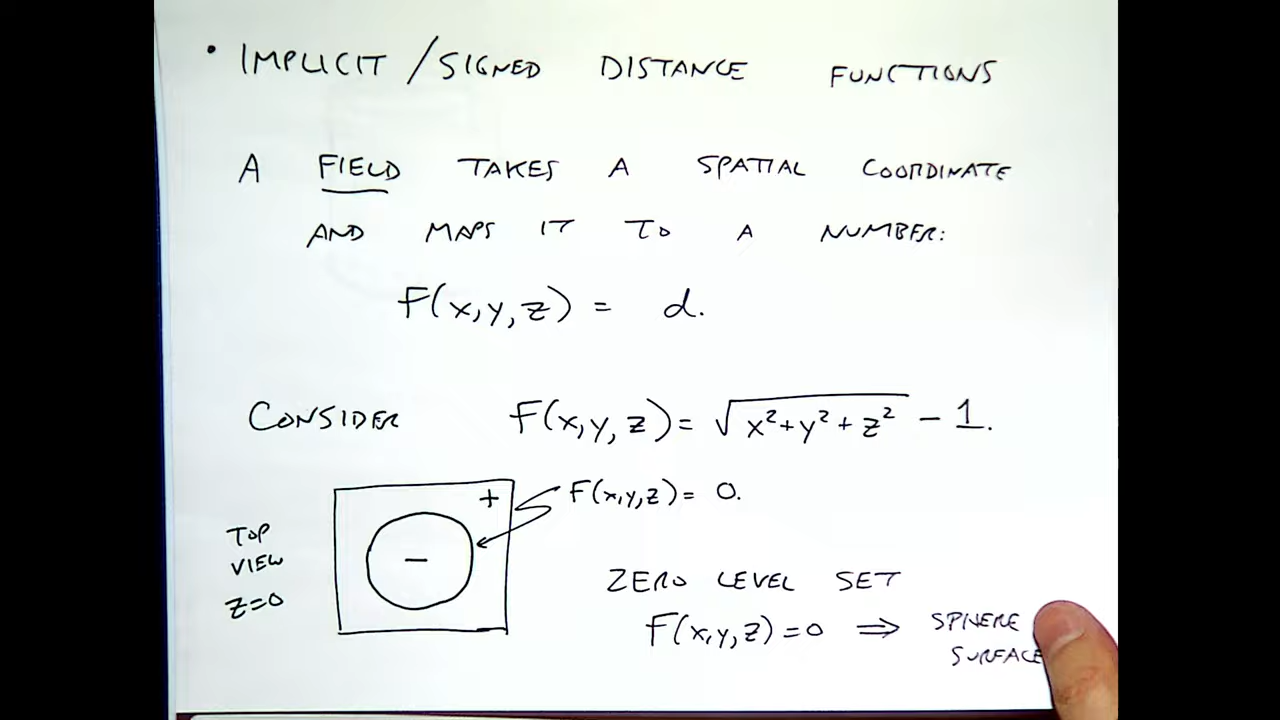 • IMPLICIT / SIGNED DISTANCE FUNCTIONS
A FIELD TAKES A SPATIAL COORDINATE
AND MAPS IT TO A NUMBER:
F(x,y,z) = d.
CONSIDER F(x,y,z) = √x²+y²+z² − 1.
+ F(x,y,z) = 0.
TOP
VIEW
z=0
−
ZERO LEVEL SET
F(x,y,z)=0 ⇒ SPHERE
SURFACE